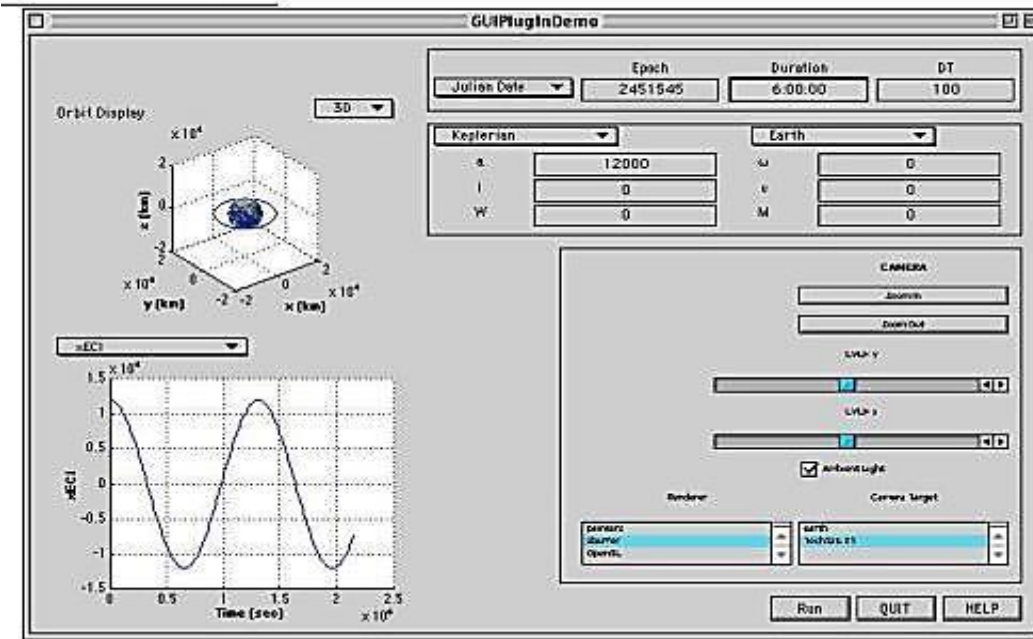 GUIPlugInDemo
Epoch Duration DT
Julian Date 2451545 6:00:00 100
Orbit Display 3D
Keplerian Earth
a 12000 ω 0
I 0 e 0
W 0 M 0
x 10⁴
2
0
-2
z (km)
2
0
-2
x 10⁴
y (km)
-2
0
2
x 10⁴
x (km)
CAMERA
Zoom In
Zoom Out
xECI
x 10⁴
1.5
1
0.5
0
-0.5
-1
-1.5
xECI
0 0.5 1 1.5 2 2.5
Time (sec)
x 10⁴
Ambient Light
Renderer Camera Target
painters Earth
zbuffer
OpenGL
Run QUIT HELP